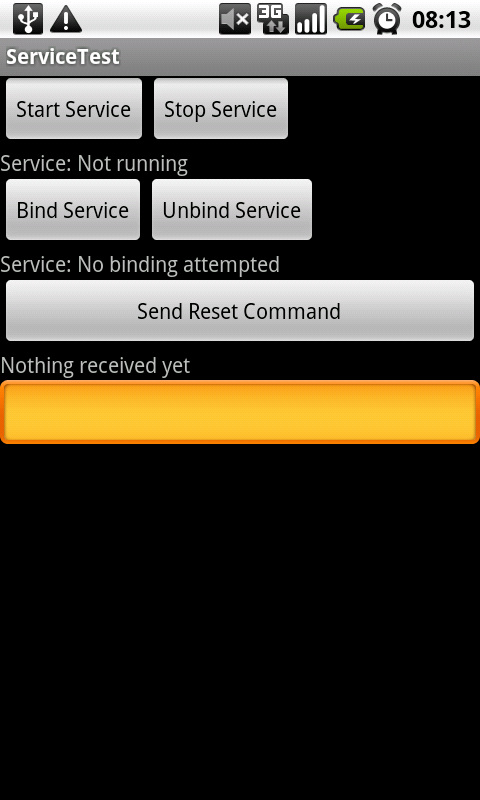 3G 08:13
ServiceTest
Start Service Stop Service
Service: Not running
Bind Service Unbind Service
Service: No binding attempted
Send Reset Command
Nothing received yet